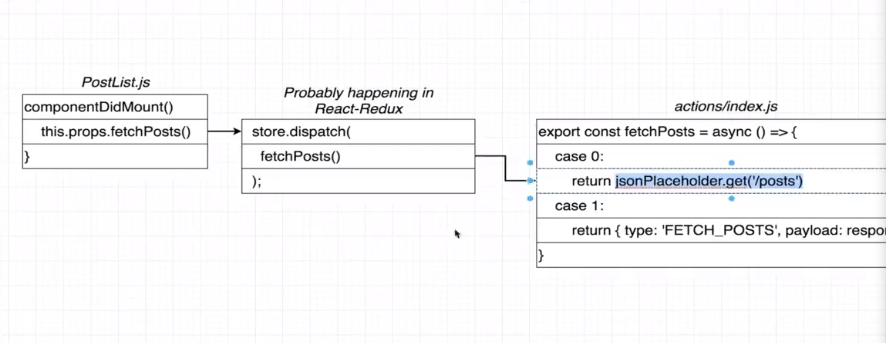 PostList.js
componentDidMount()
this.props.fetchPosts()
}
Probably happening in
React-Redux
store.dispatch(
fetchPosts()
);
actions/index.js
export const fetchPosts = async () => {
case 0:
return jsonPlaceholder.get('/posts')
case 1:
return { type: 'FETCH_POSTS', payload: respo
}